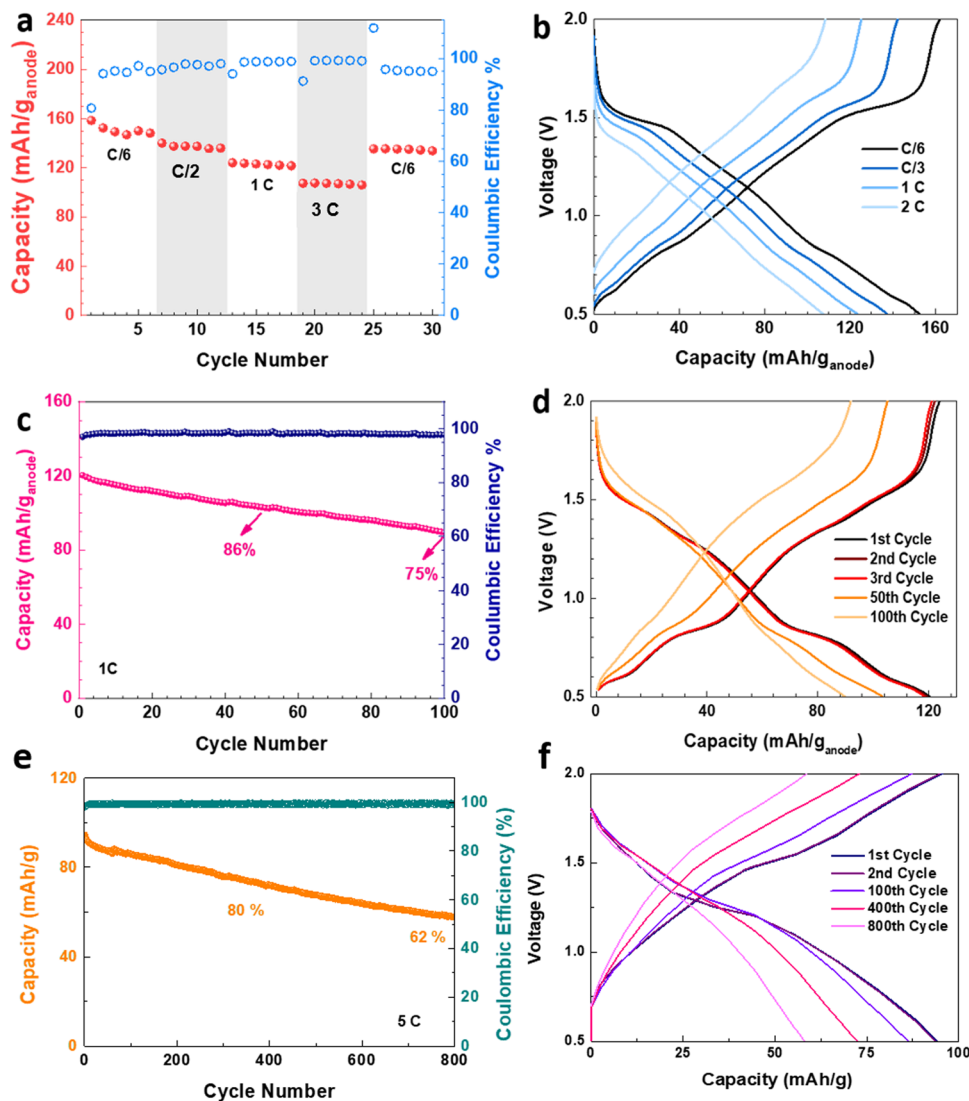 a
Capacity (mAh/ganode)
240
200
160
120
80
40
0
C/6
C/2
1 C
3 C
C/6
100
80
60
40
20
0
Coulumbic Efficiency %
5
10
15
20
25
30
Cycle Number
b
Voltage (V)
2.0
1.5
1.0
0.5
C/6
C/3
1 C
2 C
0
40
80
120
160
Capacity (mAh/ganode)
c
Capacity (mAh/ganode)
160
120
80
40
0
86%
75%
1C
100
80
60
40
20
0
Coulumbic Efficiency %
0
20
40
60
80
100
Cycle Number
d
Voltage (V)
2.0
1.5
1.0
0.5
1st Cycle
2nd Cycle
3rd Cycle
50th Cycle
100th Cycle
0
40
80
120
Capacity (mAh/ganode)
e
Capacity (mAh/g)
120
80
40
0
80 %
62 %
5 C
100
80
60
40
20
0
Coulombic Efficiency (%)
0
200
400
600
800
Cycle Number
f
Voltage (V)
2.0
1.5
1.0
0.5
1st Cycle
2nd Cycle
100th Cycle
400th Cycle
800th Cycle
0
25
50
75
100
Capacity (mAh/g)